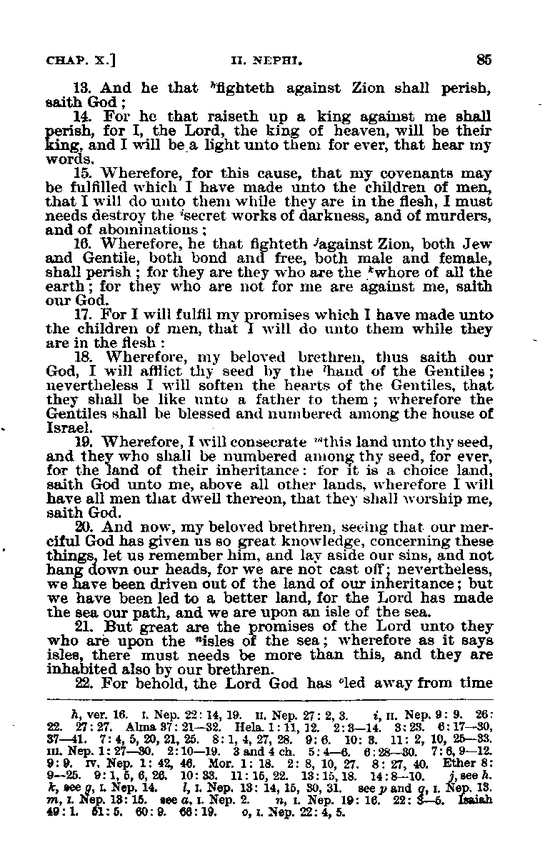 CHAP. X.] II. NEPHI. 85
13. And he that ʰfighteth against Zion shall perish,
saith God;
14. For he that raiseth up a king against me shall
perish, for I, the Lord, the king of heaven, will be their
king, and I will be a light unto them for ever, that hear my
words.
15. Wherefore, for this cause, that my covenants may
be fulfilled which I have made unto the children of men,
that I will do unto them while they are in the flesh, I must
needs destroy the ⁱsecret works of darkness, and of murders,
and of abominations;
16. Wherefore, he that fighteth ʲagainst Zion, both Jew
and Gentile, both bond and free, both male and female,
shall perish; for they are they who are the ᵏwhore of all the
earth; for they who are not for me are against me, saith
our God.
17. For I will fulfil my promises which I have made unto
the children of men, that I will do unto them while they
are in the flesh:
18. Wherefore, my beloved brethren, thus saith our
God, I will afflict thy seed by the ˡhand of the Gentiles;
nevertheless I will soften the hearts of the Gentiles, that
they shall be like unto a father to them; wherefore the
Gentiles shall be blessed and numbered among the house of
Israel.
19. Wherefore, I will consecrate ᵐthis land unto thy seed,
and they who shall be numbered among thy seed, for ever,
for the land of their inheritance: for it is a choice land,
saith God unto me, above all other lands, wherefore I will
have all men that dwell thereon, that they shall worship me,
saith God.
20. And now, my beloved brethren, seeing that our mer-
ciful God has given us so great knowledge, concerning these
things, let us remember him, and lay aside our sins, and not
hang down our heads, for we are not cast off; nevertheless,
we have been driven out of the land of our inheritance; but
we have been led to a better land, for the Lord has made
the sea our path, and we are upon an isle of the sea.
21. But great are the promises of the Lord unto they
who are upon the ⁿisles of the sea; wherefore as it says
isles, there must needs be more than this, and they are
inhabited also by our brethren.
22. For behold, the Lord God has ᵒled away from time
h, ver. 16. I. Nep. 22:14, 19. II. Nep. 27:2, 3. i, II. Nep. 9:9. 26:
22. 27:27. Alma 37:21—32. Hela. 1:11, 12. 2:3—14. 3:23. 6:17—30,
37—41. 7:4, 5, 20, 21, 25. 8:1, 4, 27, 28. 9:6. 10:3. 11:2, 10, 25—33.
III. Nep. 1:27—30. 2:10—19. 3 and 4 ch. 5:4—6. 6:28—30. 7:6, 9—12.
9:9. IV. Nep. 1:42, 46. Mor. 1:18. 2:8, 10, 27. 8:27, 40. Ether 8:
9—25. 9:1, 5, 6, 26. 10:33. 11:15, 22. 13:15, 18. 14:8—10. j, see h.
k, see g, I. Nep. 14. l, I. Nep. 13:14, 15, 30, 31. see p and q, I. Nep. 13.
m, I. Nep. 13:15. see a, I. Nep. 2. n, I. Nep. 19:16. 22:3—5. Isaiah
49:1. 51:5. 60:9. 66:19. o, I. Nep. 22:4, 5.